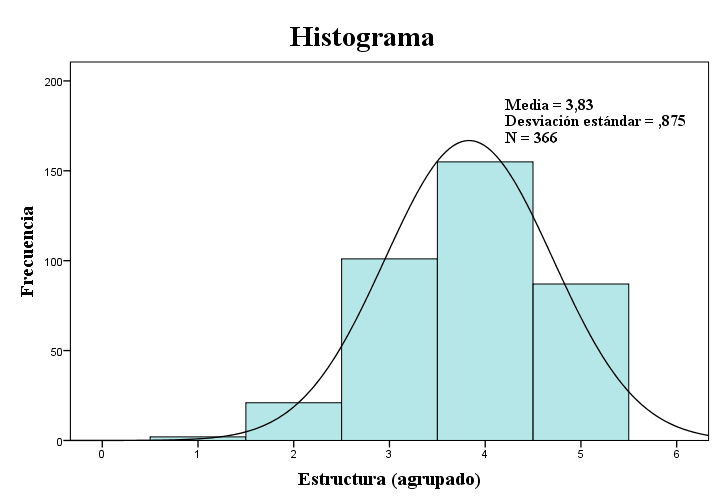 Histograma
Media = 3,83
Desviación estándar = ,875
N = 366
Frecuencia
200
150
100
50
0
0 1 2 3 4 5 6
Estructura (agrupado)